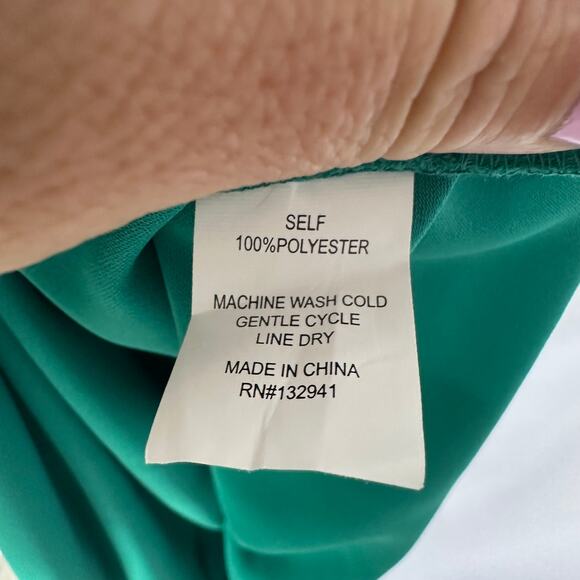 SELF
100%POLYESTER
MACHINE WASH COLD
GENTLE CYCLE
LINE DRY
MADE IN CHINA
RN#132941